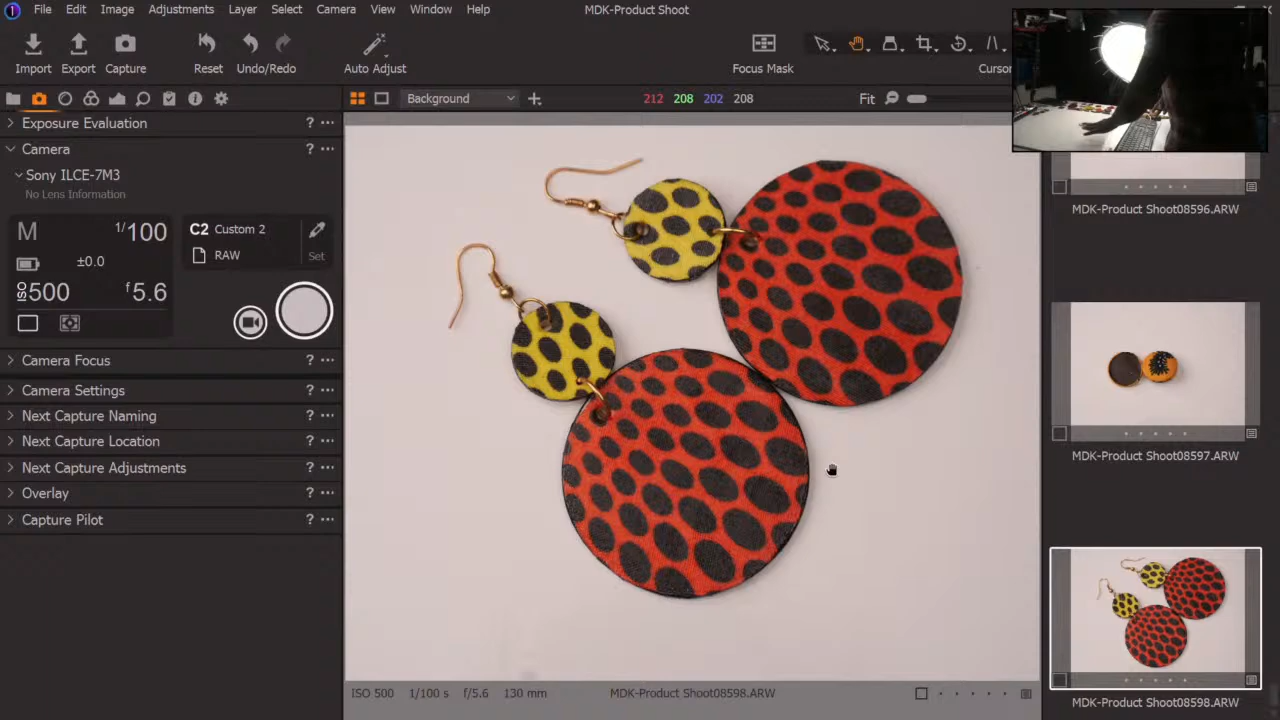 File Edit Image Adjustments Layer Select Camera View Window Help MDK-Product Shoot
Import Export Capture Reset Undo/Redo Auto Adjust Focus Mask Cursor
Background 212 208 202 208 Fit
Exposure Evaluation ? ...
Camera ? ...
Sony ILCE-7M3
No Lens Information
M 1/100 C2 Custom 2
±0.0 RAW Set
ISO 500 f 5.6
Camera Focus ? ...
Camera Settings ? ...
Next Capture Naming ? ...
Next Capture Location ? ...
Next Capture Adjustments ? ...
Overlay ? ...
Capture Pilot ? ...
ISO 500 1/100 s f/5.6 130 mm MDK-Product Shoot08598.ARW
MDK-Product Shoot08596.ARW
MDK-Product Shoot08597.ARW
MDK-Product Shoot08598.ARW